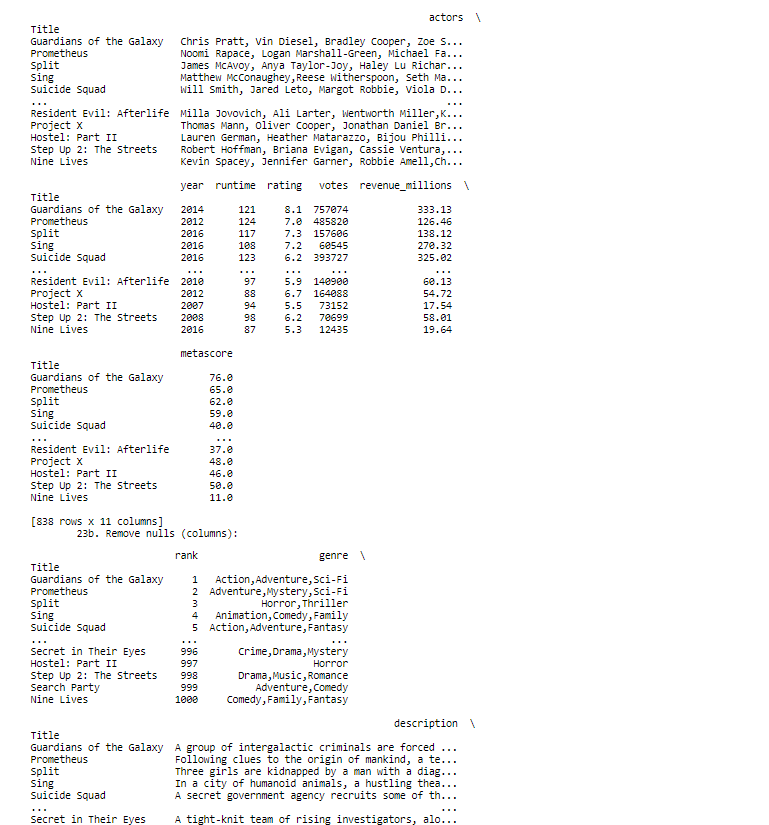 actors \
Title
Guardians of the Galaxy Chris Pratt, Vin Diesel, Bradley Cooper, Zoe S...
Prometheus Noomi Rapace, Logan Marshall-Green, Michael Fa...
Split James McAvoy, Anya Taylor-Joy, Haley Lu Richar...
Sing Matthew McConaughey,Reese Witherspoon, Seth Ma...
Suicide Squad Will Smith, Jared Leto, Margot Robbie, Viola D...
... ...
Resident Evil: Afterlife Milla Jovovich, Ali Larter, Wentworth Miller,K...
Project X Thomas Mann, Oliver Cooper, Jonathan Daniel Br...
Hostel: Part II Lauren German, Heather Matarazzo, Bijou Philli...
Step Up 2: The Streets Robert Hoffman, Briana Evigan, Cassie Ventura,...
Nine Lives Kevin Spacey, Jennifer Garner, Robbie Amell,Ch...
year runtime rating votes revenue_millions \
Title
Guardians of the Galaxy 2014 121 8.1 757074 333.13
Prometheus 2012 124 7.0 485820 126.46
Split 2016 117 7.3 157606 138.12
Sing 2016 108 7.2 60545 270.32
Suicide Squad 2016 123 6.2 393727 325.02
... ... ... ... ... ...
Resident Evil: Afterlife 2010 97 5.9 140900 60.13
Project X 2012 88 6.7 164088 54.72
Hostel: Part II 2007 94 5.5 73152 17.54
Step Up 2: The Streets 2008 98 6.2 70699 58.01
Nine Lives 2016 87 5.3 12435 19.64
metascore
Title
Guardians of the Galaxy 76.0
Prometheus 65.0
Split 62.0
Sing 59.0
Suicide Squad 40.0
... ...
Resident Evil: Afterlife 37.0
Project X 48.0
Hostel: Part II 46.0
Step Up 2: The Streets 50.0
Nine Lives 11.0
[838 rows x 11 columns]
23b. Remove nulls (columns):
rank genre \
Title
Guardians of the Galaxy 1 Action,Adventure,Sci-Fi
Prometheus 2 Adventure,Mystery,Sci-Fi
Split 3 Horror,Thriller
Sing 4 Animation,Comedy,Family
Suicide Squad 5 Action,Adventure,Fantasy
... ... ...
Secret in Their Eyes 996 Crime,Drama,Mystery
Hostel: Part II 997 Horror
Step Up 2: The Streets 998 Drama,Music,Romance
Search Party 999 Adventure,Comedy
Nine Lives 1000 Comedy,Family,Fantasy
description \
Title
Guardians of the Galaxy A group of intergalactic criminals are forced ...
Prometheus Following clues to the origin of mankind, a te...
Split Three girls are kidnapped by a man with a diag...
Sing In a city of humanoid animals, a hustling thea...
Suicide Squad A secret government agency recruits some of th...
... ...
Secret in Their Eyes A tight-knit team of rising investigators, alo...